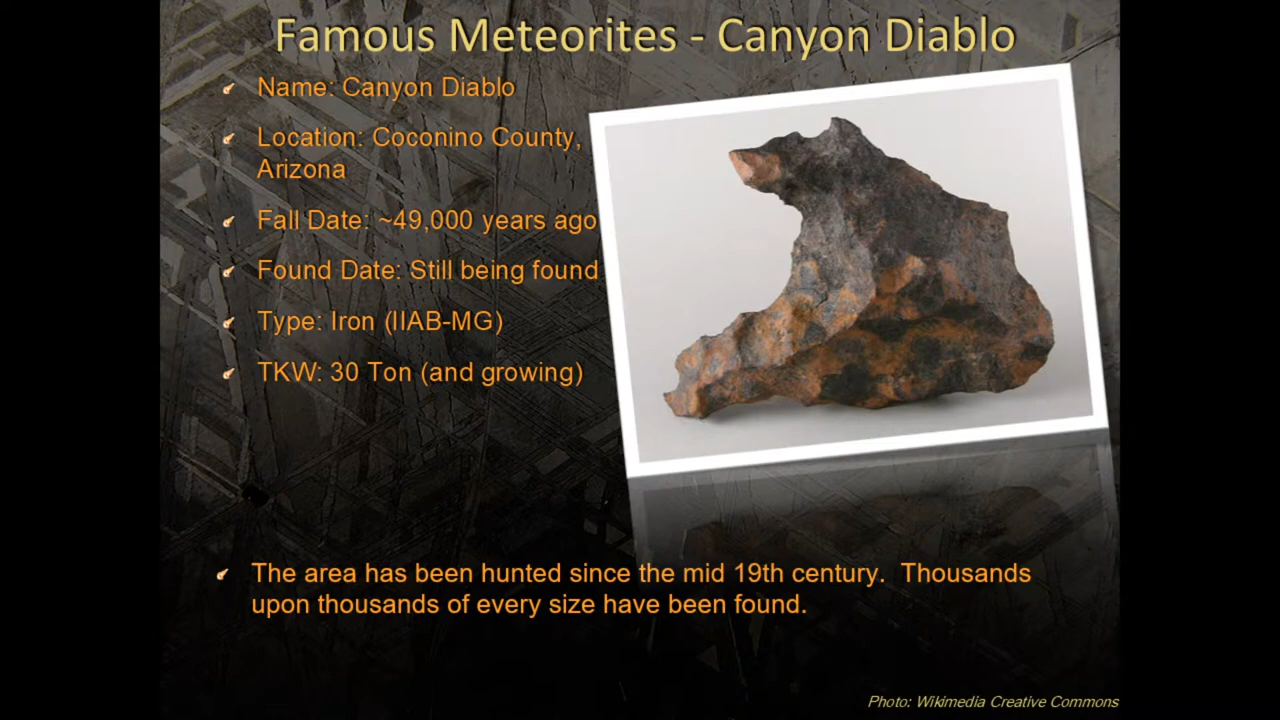 Famous Meteorites - Canyon Diablo
Name: Canyon Diablo
Location: Coconino County,
Arizona
Fall Date: ~49,000 years ago
Found Date: Still being found
Type: Iron (IIAB-MG)
TKW: 30 Ton (and growing)
The area has been hunted since the mid 19th century.  Thousands
upon thousands of every size have been found.
Photo: Wikimedia Creative Commons